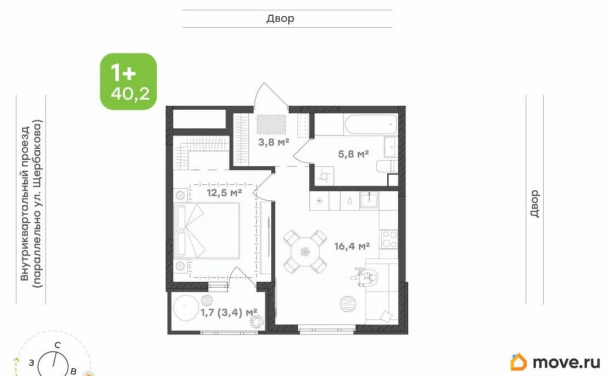 Двор
1+
40,2
3,8 м²
5,8 м²
12,5 м²
16,4 м²
1,7 (3,4) м²
Внутриквартальный проезд
(параллельно ул. Щербакова)
Двор
С
З
В
move.ru